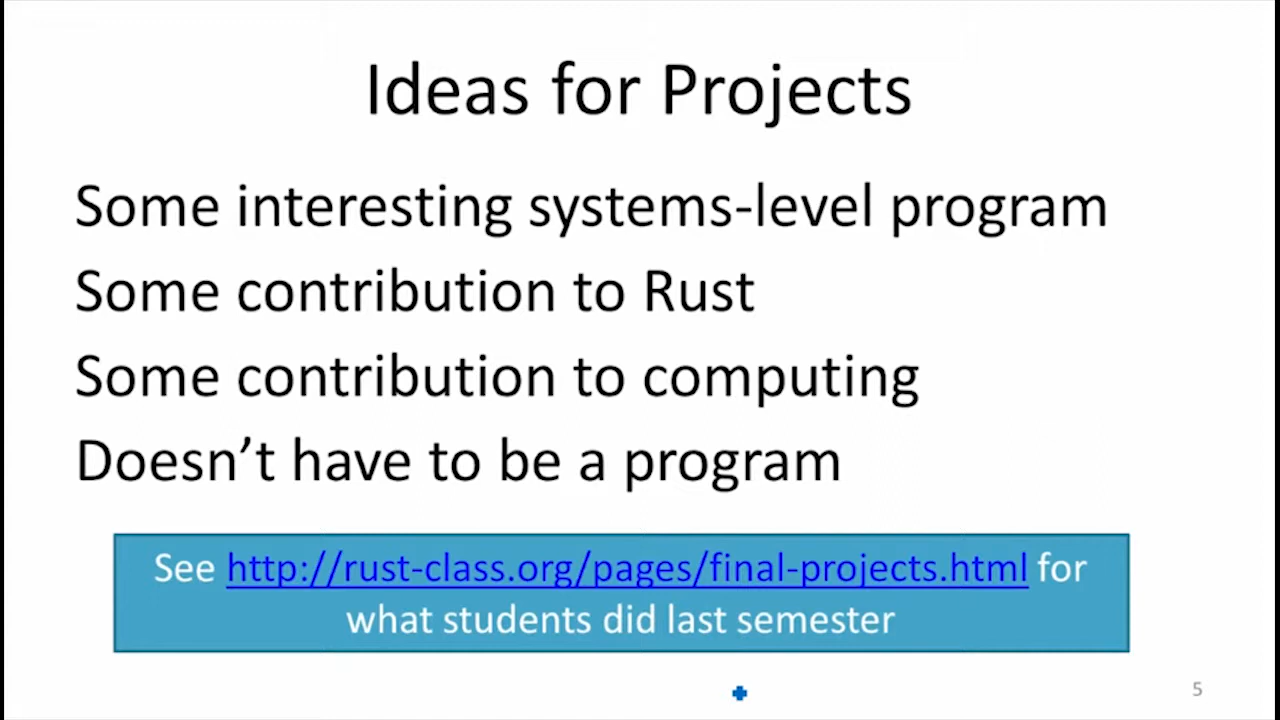 Ideas for Projects
Some interesting systems-level program
Some contribution to Rust
Some contribution to computing
Doesn’t have to be a program
See http://rust-class.org/pages/final-projects.html for
what students did last semester
5